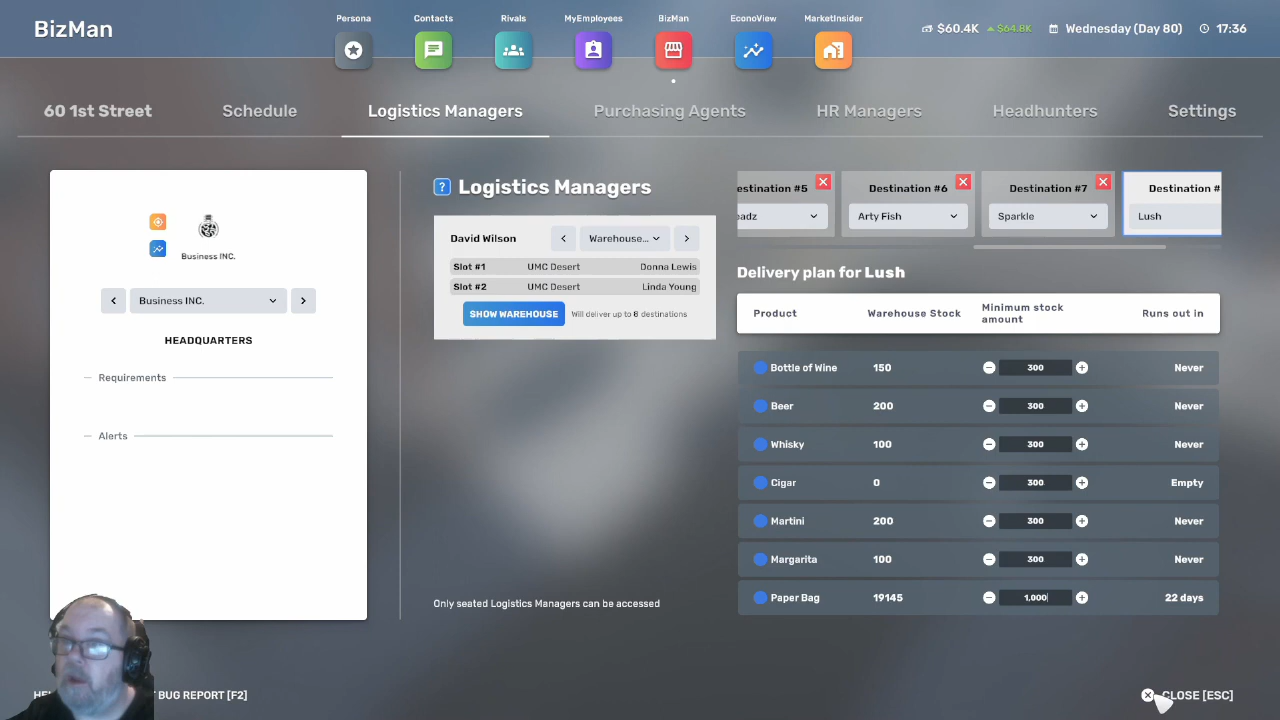 BizMan
Persona
Contacts
Rivals
MyEmployees
BizMan
EconoView
MarketInsider
$60.4K
$64.8K
Wednesday (Day 80)
17:36
60 1st Street
Schedule
Logistics Managers
Purchasing Agents
HR Managers
Headhunters
Settings
Business INC.
Business INC.
HEADQUARTERS
Requirements
Alerts
? Logistics Managers
David Wilson
Warehouse...
Slot #1 UMC Desert Donna Lewis
Slot #2 UMC Desert Linda Young
SHOW WAREHOUSE Will deliver up to 8 destinations
Only seated Logistics Managers can be accessed
estination #5
eadz
Destination #6
Arty Fish
Destination #7
Sparkle
Destination #
Lush
Delivery plan for Lush
Product Warehouse Stock Minimum stock amount Runs out in
Bottle of Wine 150 300 Never
Beer 200 300 Never
Whisky 100 300 Never
Cigar 0 300 Empty
Martini 200 300 Never
Margarita 100 300 Never
Paper Bag 19145 1,000 22 days
BUG REPORT [F2]
CLOSE [ESC]